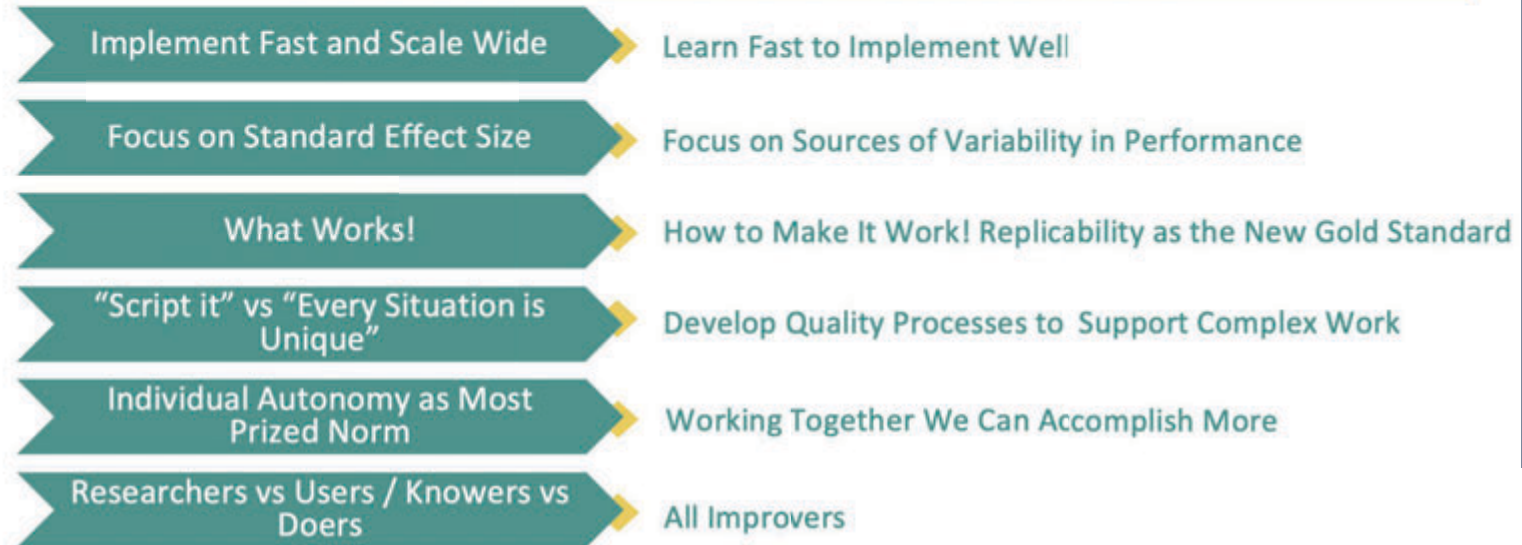 Implement Fast and Scale Wide
Learn Fast to Implement Well
Focus on Standard Effect Size
Focus on Sources of Variability in Performance
What Works!
How to Make It Work! Replicability as the New Gold Standard
“Script it” vs “Every Situation is
Unique”
Develop Quality Processes to Support Complex Work
Individual Autonomy as Most
Prized Norm
Working Together We Can Accomplish More
Researchers vs Users / Knowers vs
Doers
All Improvers